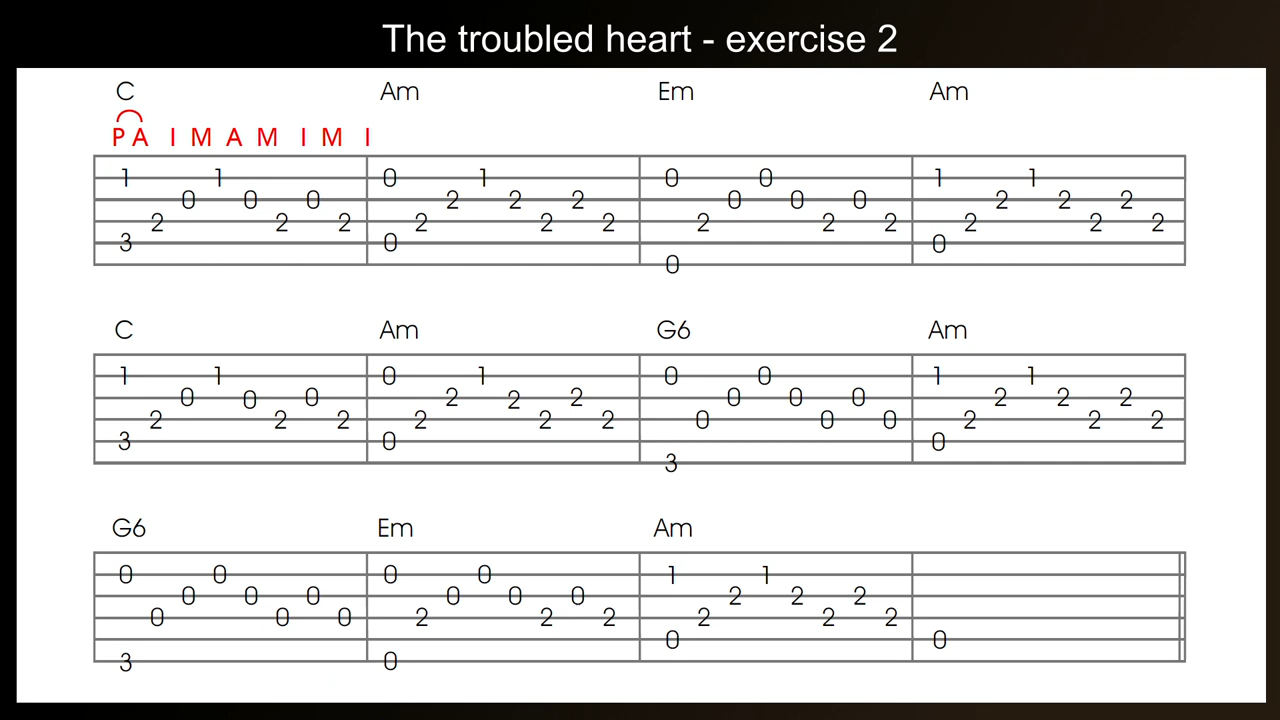 The troubled heart - exercise 2
C Am Em Am
P A I M A M I M I
1 0 1 0 0 0 1 1
0 0 0 2 2 2 0 0 0 2 2 2
2 2 2 2 2 2 2 2 2 2 2 2
3 0 0
0
C Am G6 Am
1 1 0 1 0 0 1 1
0 0 0 2 2 2 0 0 0 2 2 2
2 2 2 2 2 2 0 0 0 2 2 2
3 0 0
3
G6 Em Am
0 0 0 0 1 1
0 0 0 0 0 0 2 2 2
0 0 0 2 2 2 2 2 2
0 0
3 0